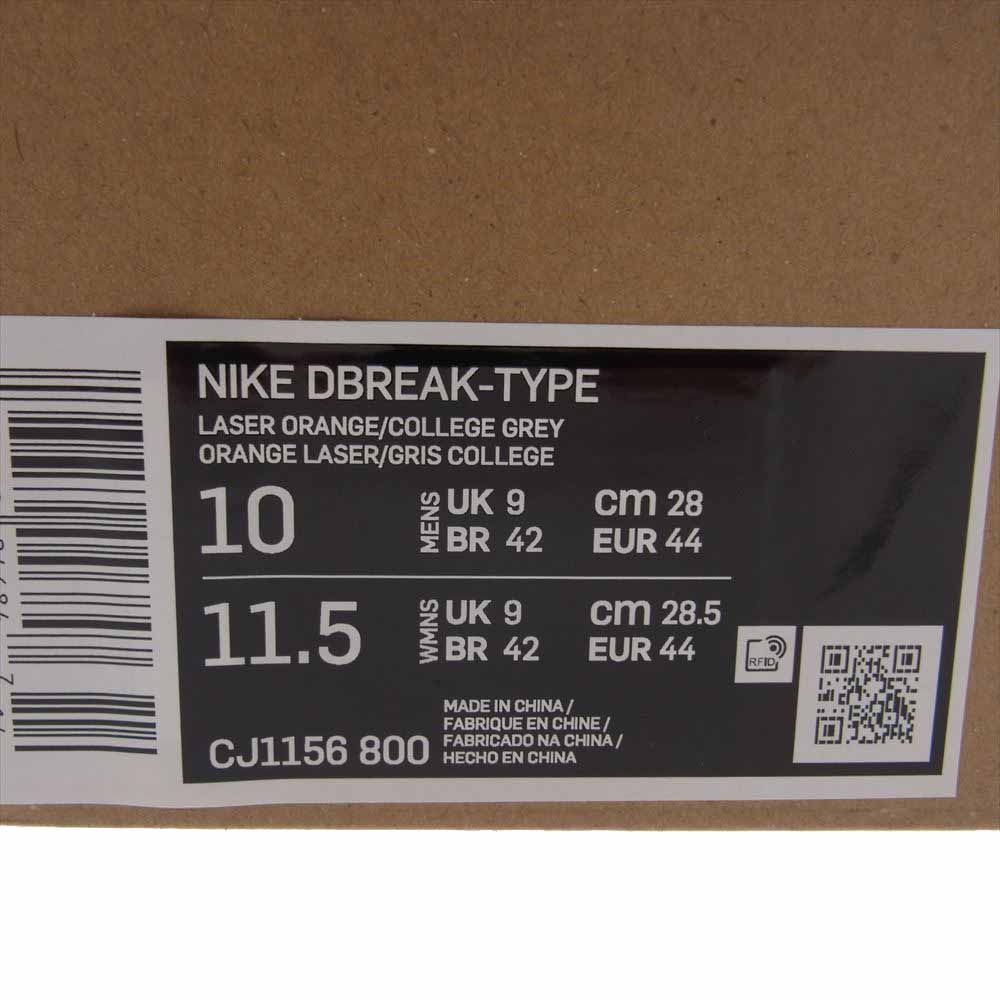 NIKE DBREAK-TYPE
LASER ORANGE/COLLEGE GREY
ORANGE LASER/GRIS COLLEGE
10 MENS UK 9 cm 28
BR 42 EUR 44
11.5 WMNS UK 9 cm 28.5
BR 42 EUR 44
RFID
CJ1156 800
MADE IN CHINA /
FABRIQUE EN CHINE /
FABRICADO NA CHINA /
HECHO EN CHINA